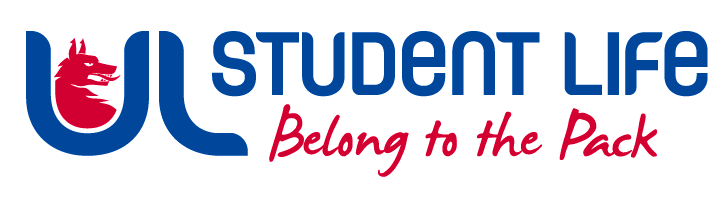 UL STUDENT LIFE
Belong to the Pack